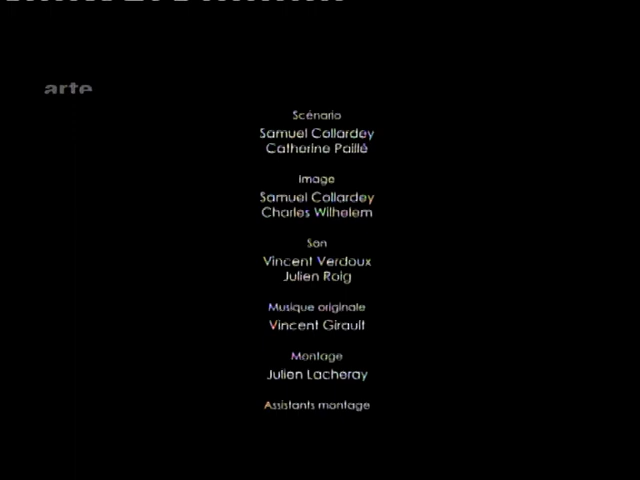 arte
Scénario
Samuel Collardey
Catherine Paillé
Image
Samuel Collardey
Charles Wilhelem
Son
Vincent Verdoux
Julien Roig
Musique originale
Vincent Girault
Montage
Julien Lacheray
Assistants montage